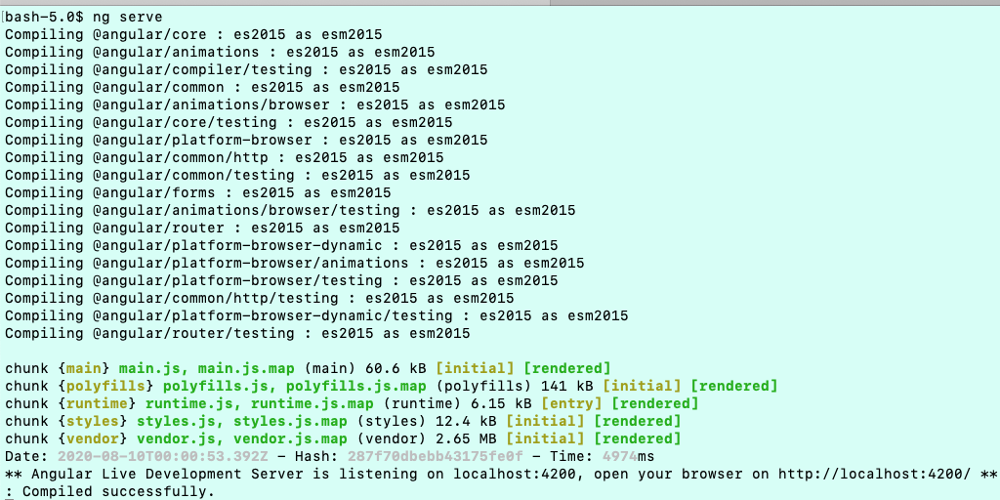 bash-5.0$ ng serve
Compiling @angular/core : es2015 as esm2015
Compiling @angular/animations : es2015 as esm2015
Compiling @angular/compiler/testing : es2015 as esm2015
Compiling @angular/common : es2015 as esm2015
Compiling @angular/animations/browser : es2015 as esm2015
Compiling @angular/core/testing : es2015 as esm2015
Compiling @angular/platform-browser : es2015 as esm2015
Compiling @angular/common/http : es2015 as esm2015
Compiling @angular/common/testing : es2015 as esm2015
Compiling @angular/forms : es2015 as esm2015
Compiling @angular/animations/browser/testing : es2015 as esm2015
Compiling @angular/router : es2015 as esm2015
Compiling @angular/platform-browser-dynamic : es2015 as esm2015
Compiling @angular/platform-browser/animations : es2015 as esm2015
Compiling @angular/platform-browser/testing : es2015 as esm2015
Compiling @angular/common/http/testing : es2015 as esm2015
Compiling @angular/platform-browser-dynamic/testing : es2015 as esm2015
Compiling @angular/router/testing : es2015 as esm2015
chunk {main} main.js, main.js.map (main) 60.6 kB [initial] [rendered]
chunk {polyfills} polyfills.js, polyfills.js.map (polyfills) 141 kB [initial] [rendered]
chunk {runtime} runtime.js, runtime.js.map (runtime) 6.15 kB [entry] [rendered]
chunk {styles} styles.js, styles.js.map (styles) 12.4 kB [initial] [rendered]
chunk {vendor} vendor.js, vendor.js.map (vendor) 2.65 MB [initial] [rendered]
Date: 2020-08-10T00:00:53.392Z - Hash: 287f70dbebb43175fe0f - Time: 4974ms
** Angular Live Development Server is listening on localhost:4200, open your browser on http://localhost:4200/ **
: Compiled successfully.